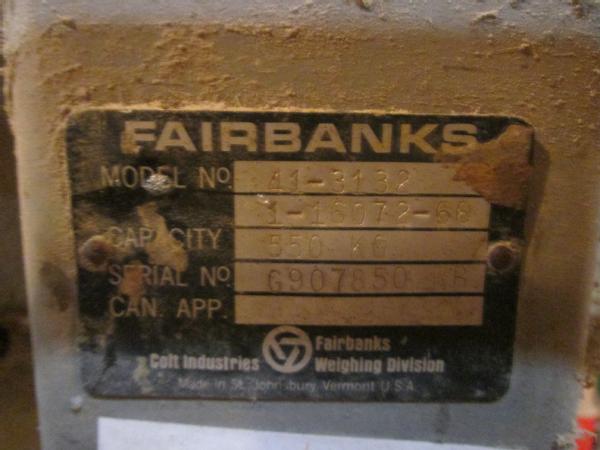 FAIRBANKS
MODEL NO. 41-3132
1-16072-68
CAPACITY 550 KG
SERIAL NO G907850
CAN. APP.
Colt Industries
Fairbanks
Weighing Division
Made in St. Johnsbury, Vermont U.S.A.